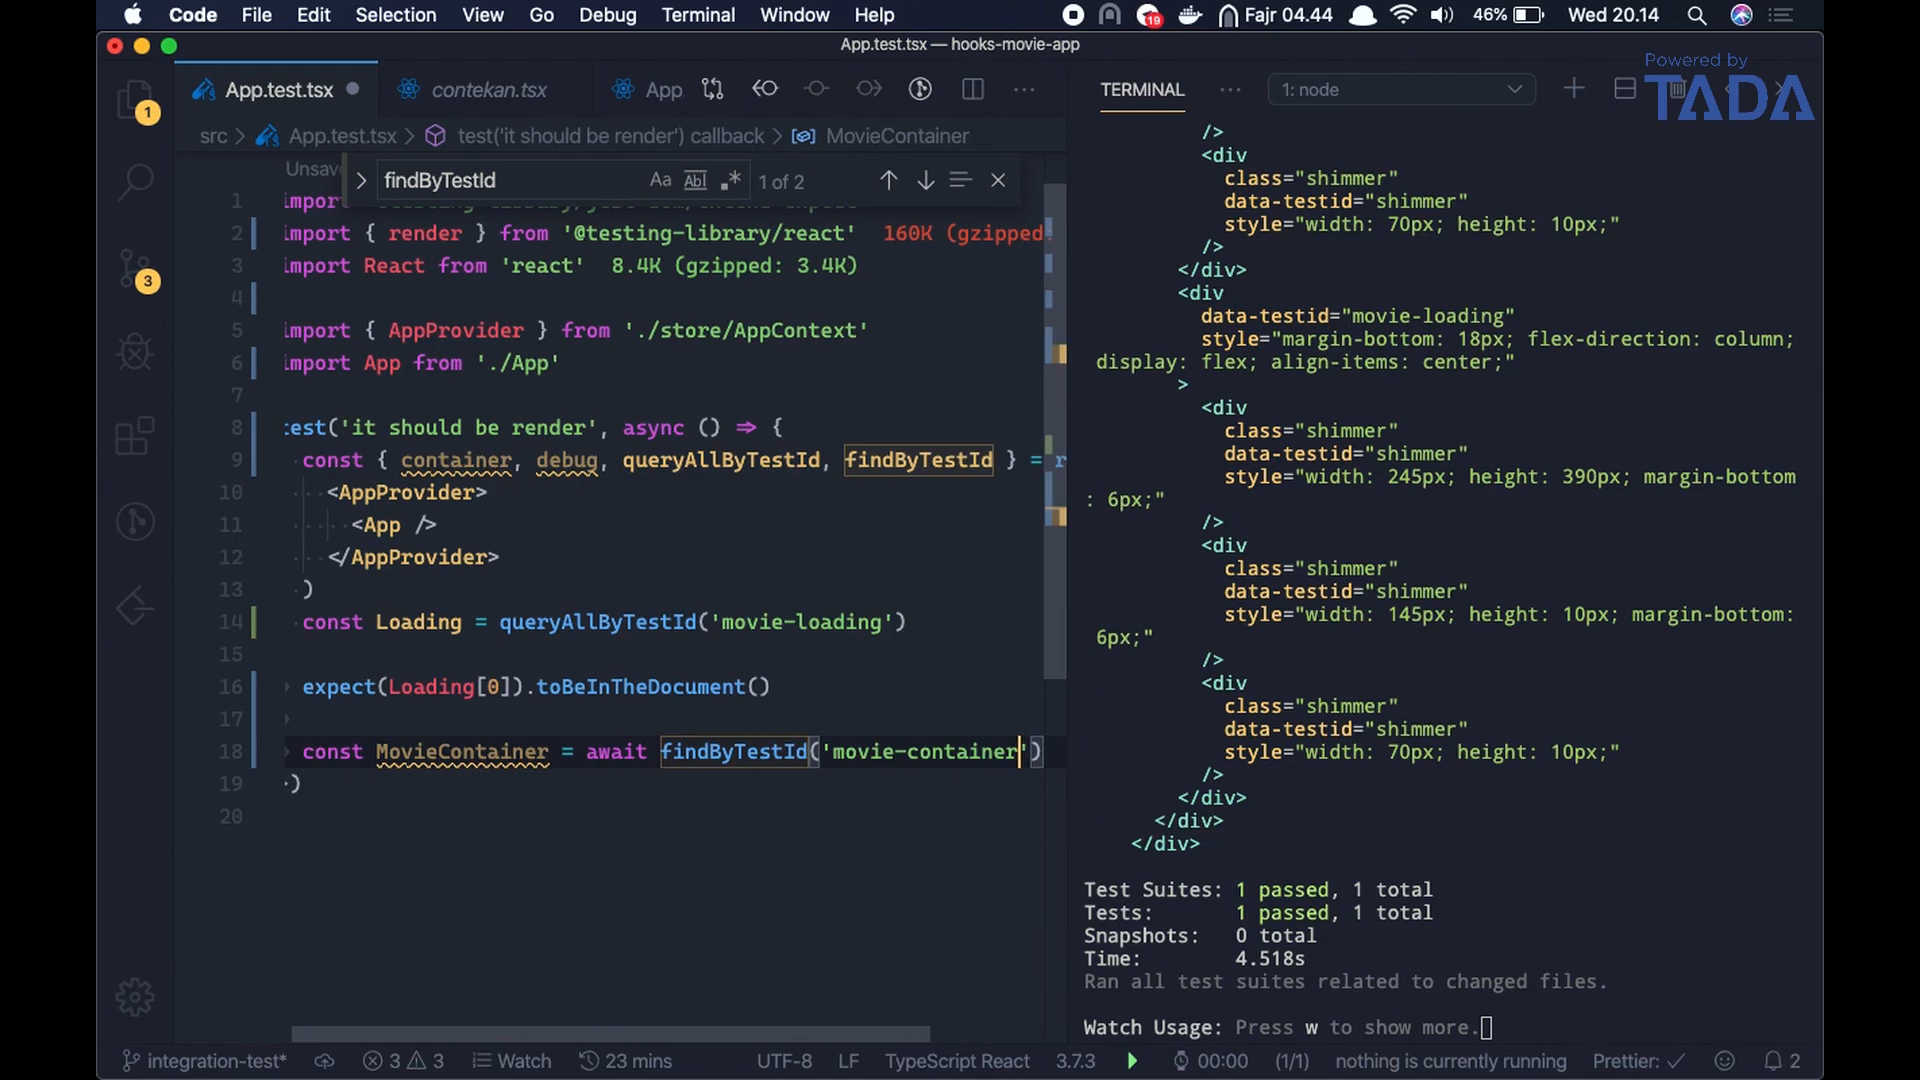 Code File Edit Selection View Go Debug Terminal Window Help 19 Fajr 04.44 46% Wed 20.14
App.test.tsx — hooks-movie-app
Powered by
TADA
App.test.tsx contekan.tsx App
TERMINAL 1: node
src > App.test.tsx > test('it should be render') callback > MovieContainer
findByTestId Aa Abl .* 1 of 2
1 import
2 import { render } from '@testing-library/react' 160K (gzipped
3 import React from 'react' 8.4K (gzipped: 3.4K)
4
5 import { AppProvider } from './store/AppContext'
6 import App from './App'
7
8 test('it should be render', async () => {
9 const { container, debug, queryAllByTestId, findByTestId } = r
10 <AppProvider>
11 <App />
12 </AppProvider>
13 )
14 const Loading = queryAllByTestId('movie-loading')
15
16 expect(Loading[0]).toBeInTheDocument()
17
18 const MovieContainer = await findByTestId('movie-container')
19 })
20
/>
<div
class="shimmer"
data-testid="shimmer"
style="width: 70px; height: 10px;"
/>
</div>
<div
data-testid="movie-loading"
style="margin-bottom: 18px; flex-direction: column;
display: flex; align-items: center;"
>
<div
class="shimmer"
data-testid="shimmer"
style="width: 245px; height: 390px; margin-bottom
: 6px;"
/>
<div
class="shimmer"
data-testid="shimmer"
style="width: 145px; height: 10px; margin-bottom:
6px;"
/>
<div
class="shimmer"
data-testid="shimmer"
style="width: 70px; height: 10px;"
/>
</div>
</div>
</div>
Test Suites: 1 passed, 1 total
Tests: 1 passed, 1 total
Snapshots: 0 total
Time: 4.518s
Ran all test suites related to changed files.
Watch Usage: Press w to show more.
1
3
integration-test* 3 3 Watch 23 mins UTF-8 LF TypeScript React 3.7.3 00:00 (1/1) nothing is currently running Prettier: ✓ 2